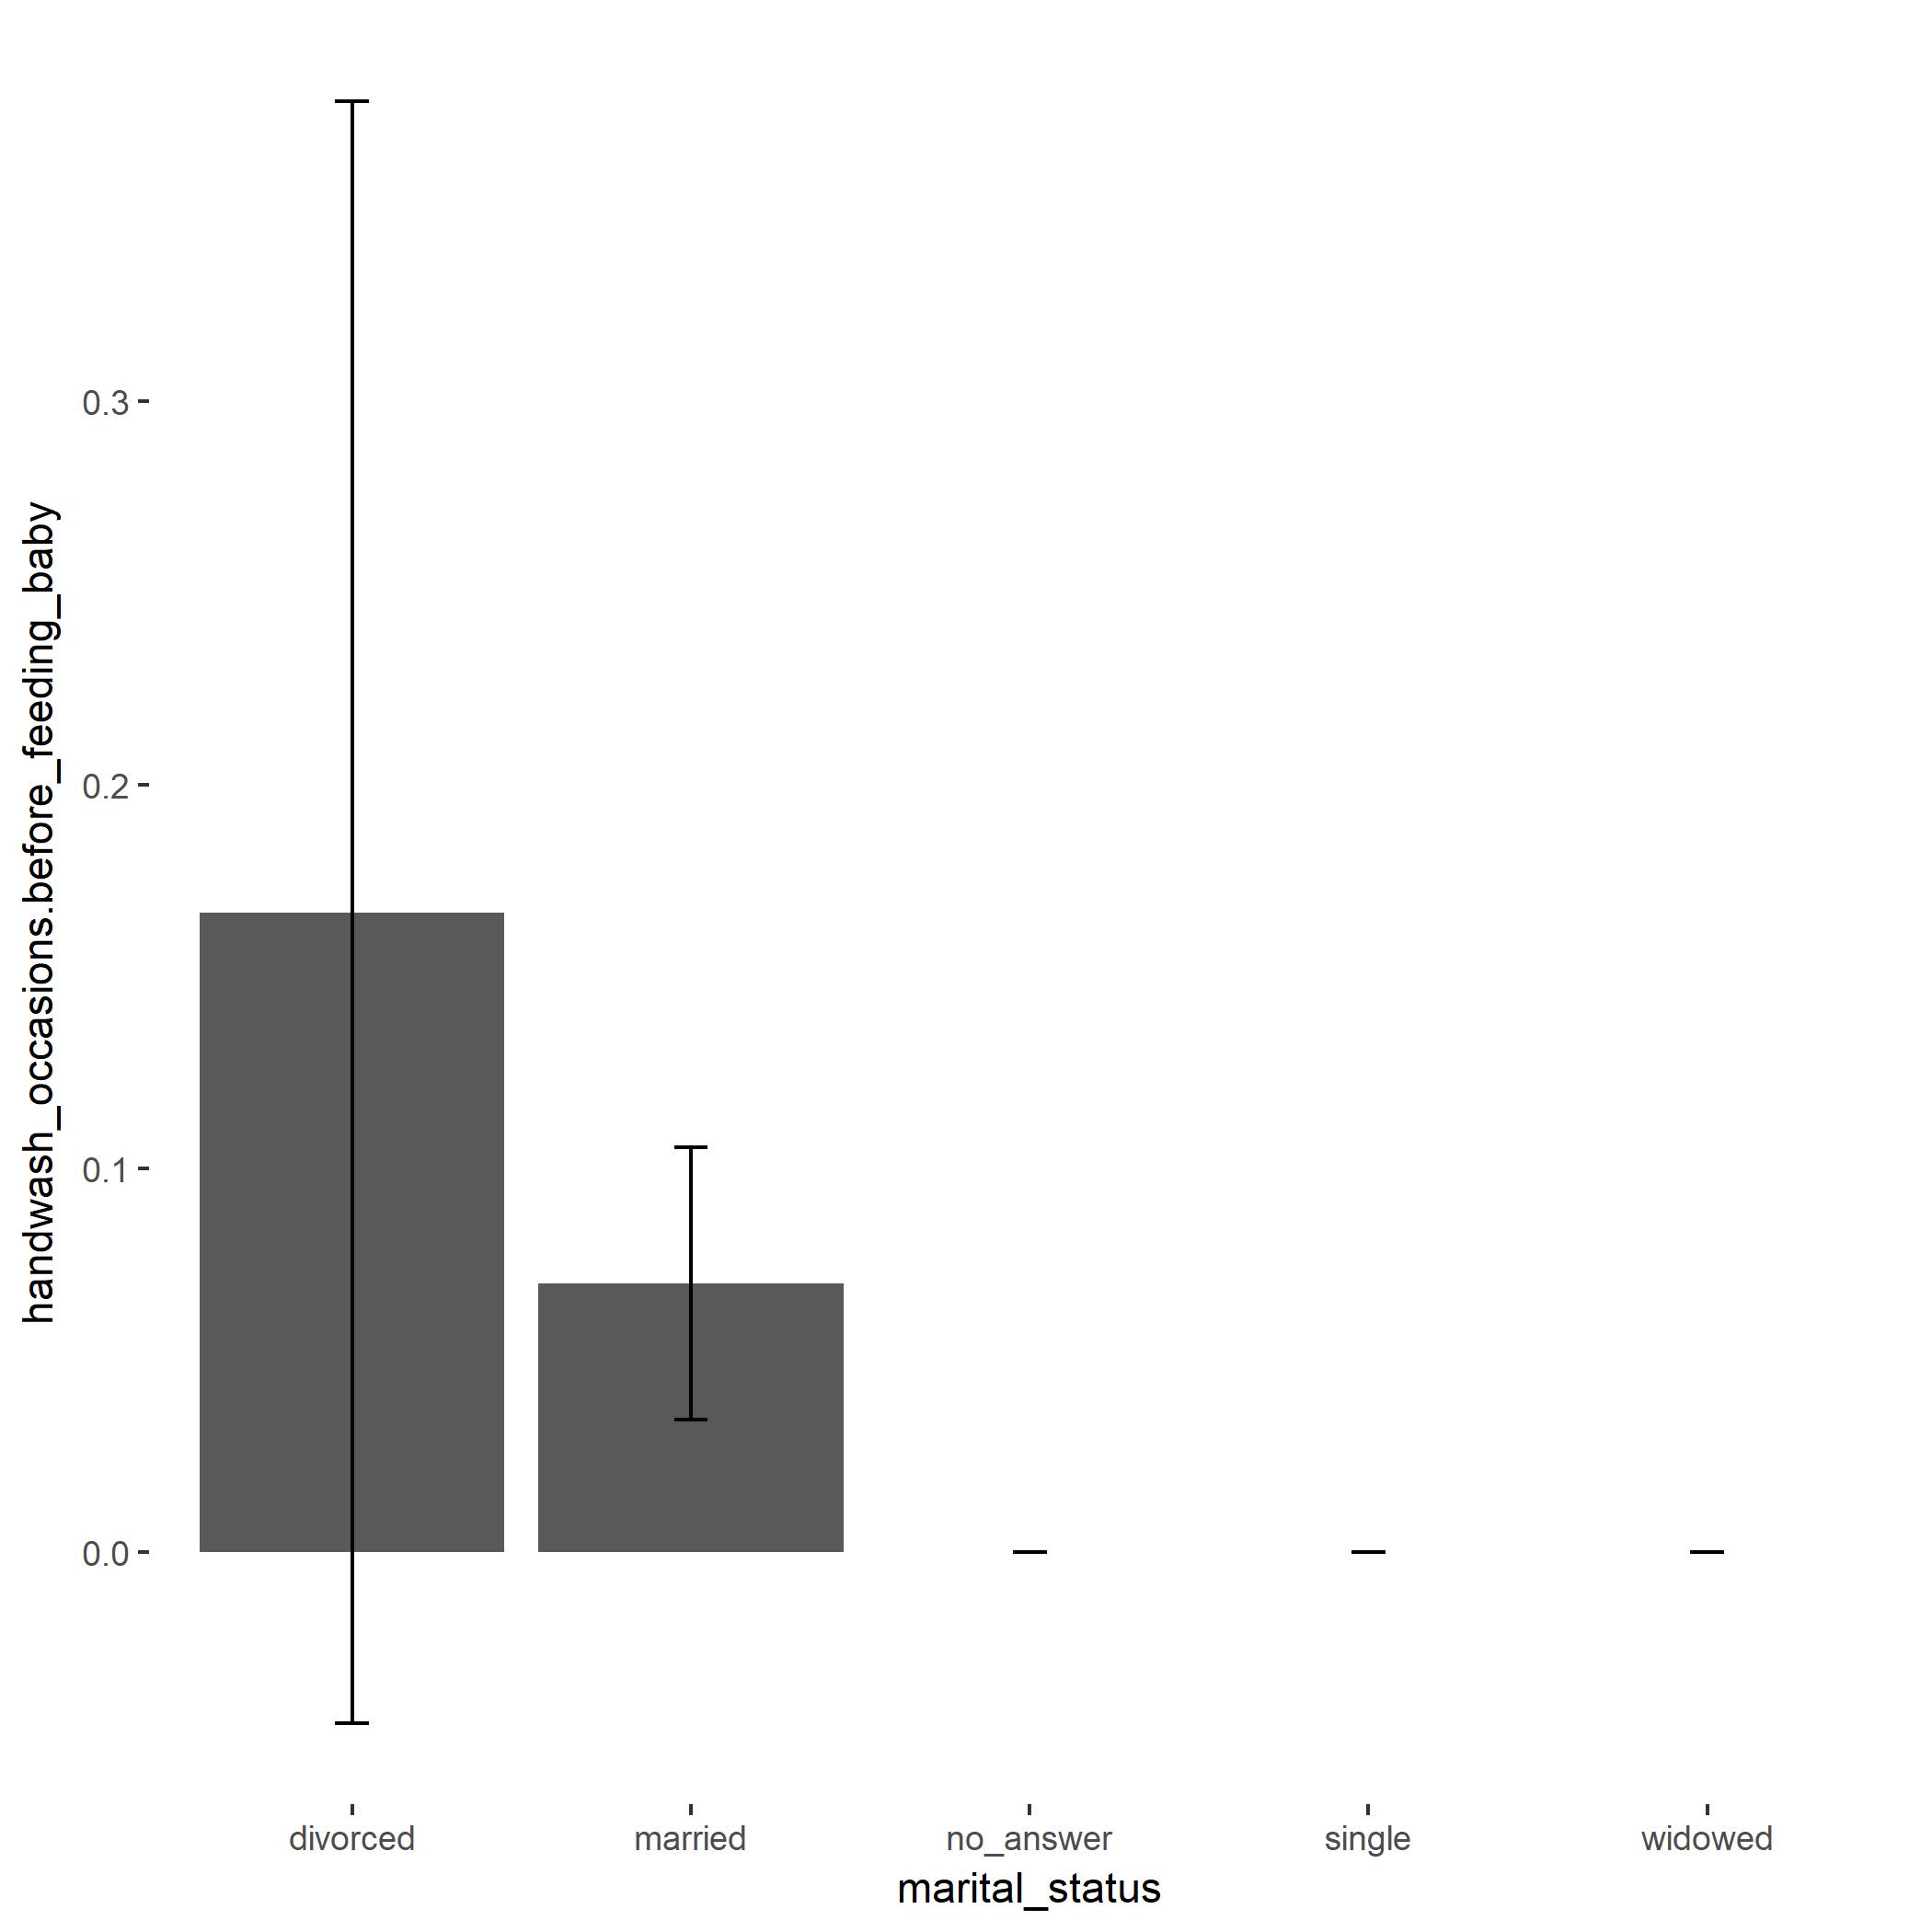 handwash_occasions.before_feeding_baby
0.3
0.2
0.1
0.0
divorced married no_answer single widowed
marital_status